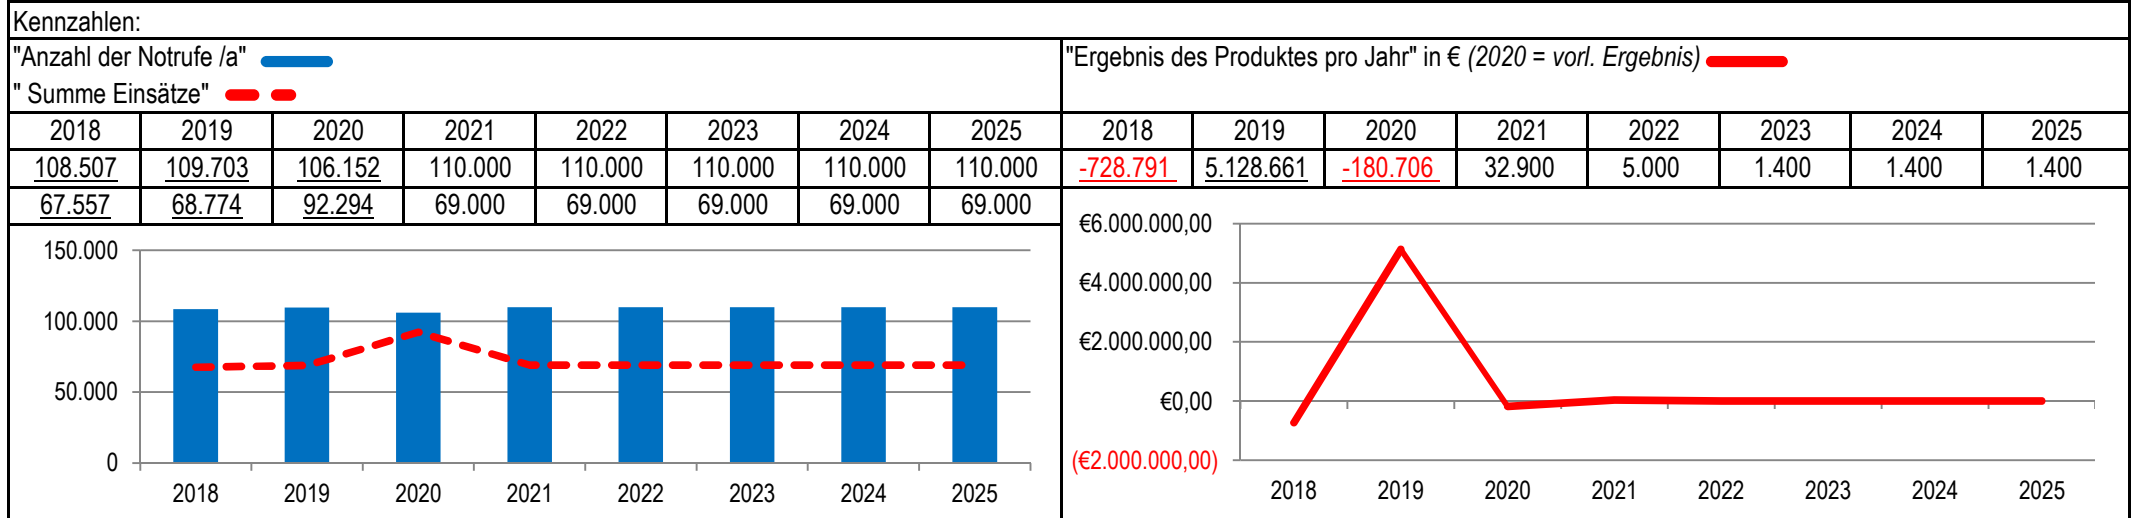 Kennzahlen:
"Anzahl der Notrufe /a"
" Summe Einsätze"
2018 2019 2020 2021 2022 2023 2024 2025
108.507 109.703 106.152 110.000 110.000 110.000 110.000 110.000
67.557 68.774 92.294 69.000 69.000 69.000 69.000 69.000
150.000
100.000
50.000
0
2018 2019 2020 2021 2022 2023 2024 2025
"Ergebnis des Produktes pro Jahr" in € (2020 = vorl. Ergebnis)
2018 2019 2020 2021 2022 2023 2024 2025
-728.791 5.128.661 -180.706 32.900 5.000 1.400 1.400 1.400
€6.000.000,00
€4.000.000,00
€2.000.000,00
€0,00
(€2.000.000,00)
2018 2019 2020 2021 2022 2023 2024 2025